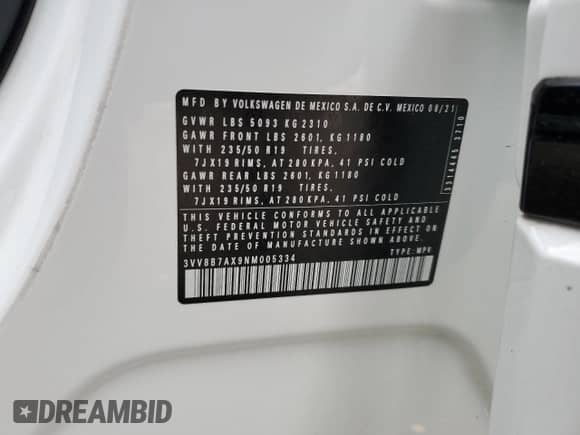 MFD BY VOLKSWAGEN DE MEXICO S.A. DE C.V. MEXICO 08/21
GVWR LBS 5093 KG 2310
GAWR FRONT LBS 2601, KG 1180
WITH 235/50 R19 TIRES,
7JX19 RIMS, AT 280 KPA, 41 PSI COLD
GAWR REAR LBS 2601, KG 1180
WITH 235/50 R19 TIRES,
7JX19 RIMS, AT 280 KPA, 41 PSI COLD
THIS VEHICLE CONFORMS TO ALL APPLICABLE
U.S. FEDERAL MOTOR VEHICLE SAFETY AND
THEFT PREVENTION STANDARDS IN EFFECT ON
THE DATE OF MANUFACTURE SHOWN ABOVE.
3VV8B7AX9NM005334 TYPE-MPV
3314445 3710
DREAMBID